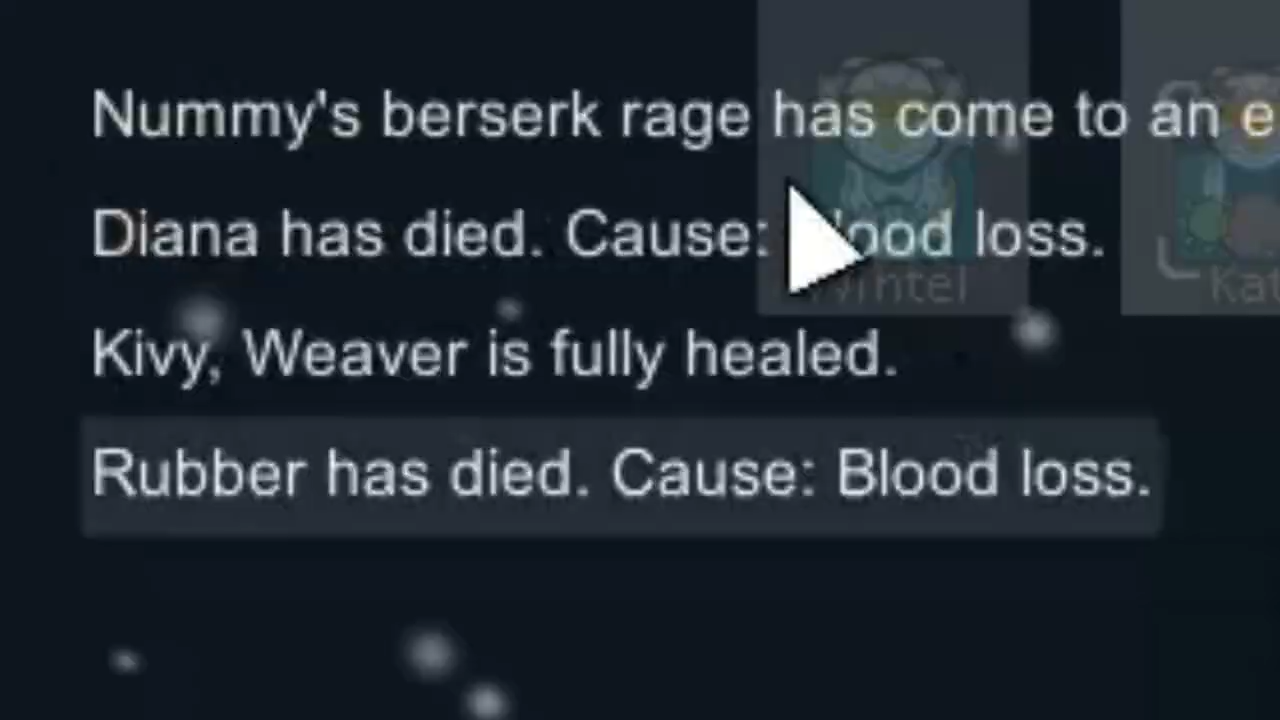 Nummy's berserk rage has come to an e
Diana has died. Cause: Blood loss.
Kivy, Weaver is fully healed.
Rubber has died. Cause: Blood loss.